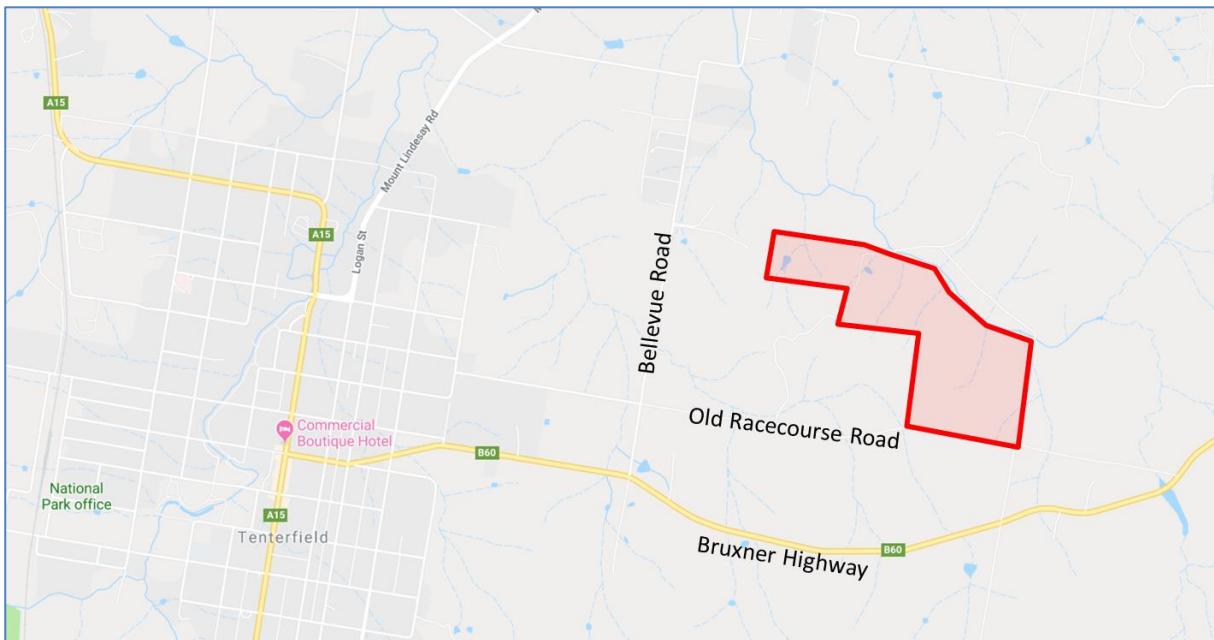 A15
Mount Lindesay Rd
A15
Logan St
Bellevue Road
Old Racecourse Road
Commercial
Boutique Hotel
B60
National
Park office
A15
Tenterfield
Bruxner Highway
B60